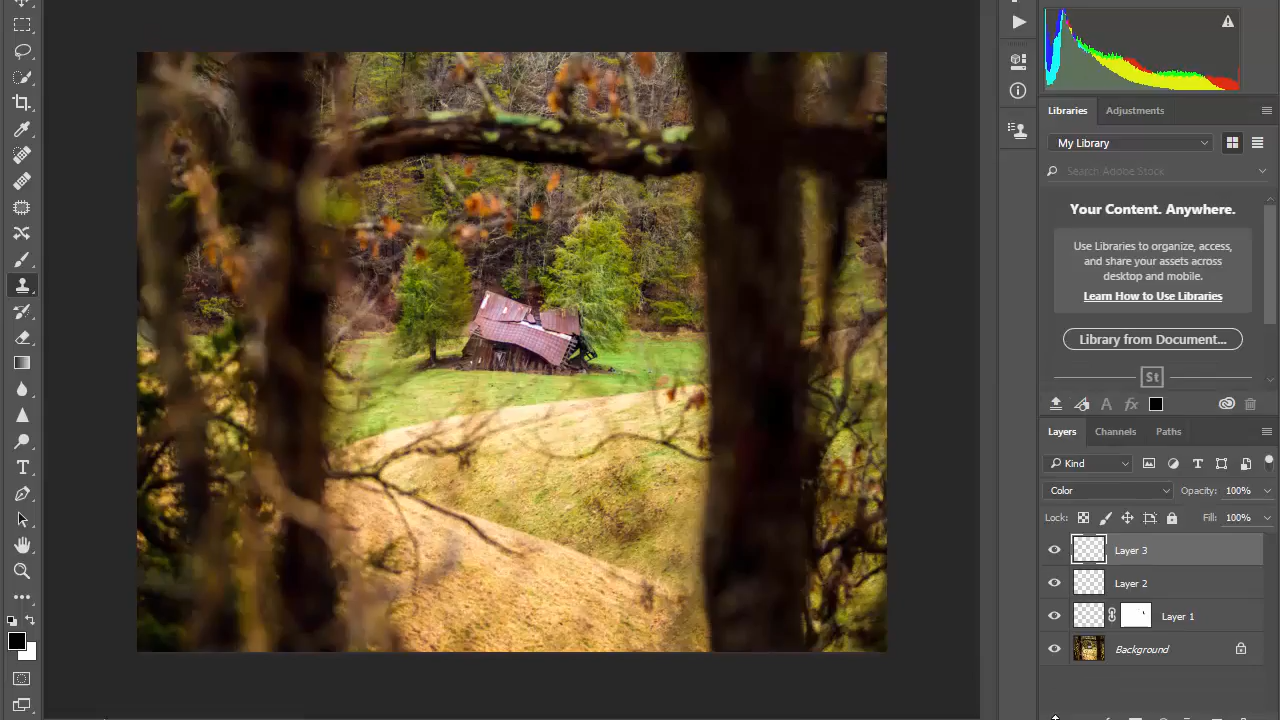 Libraries Adjustments
My Library
Search Adobe Stock
Your Content. Anywhere.
Use Libraries to organize, access,
and share your assets across
desktop and mobile.
Learn How to Use Libraries
Library from Document...
St
A fx
Layers Channels Paths
Kind T
Color Opacity: 100%
Lock: Fill: 100%
Layer 3
Layer 2
Layer 1
Background
T